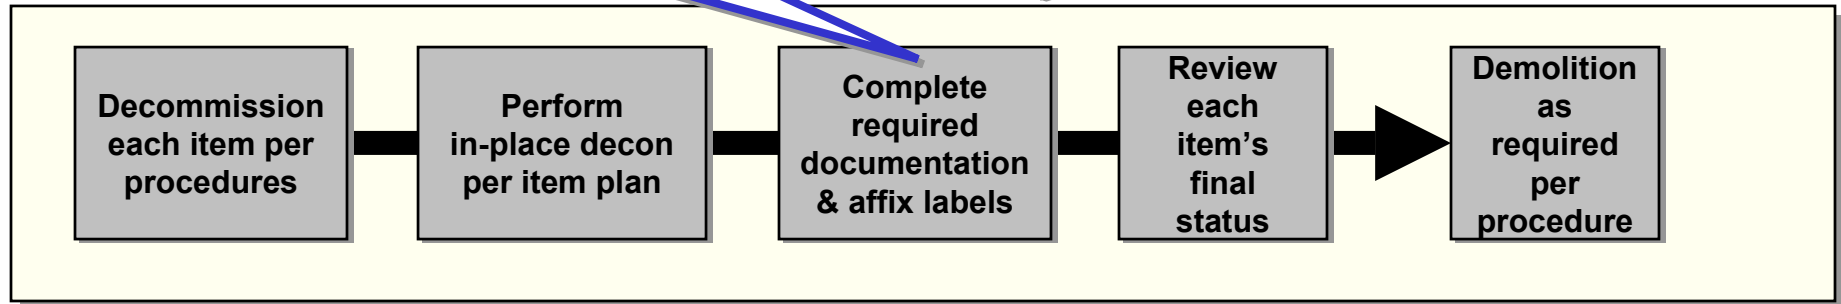 Decommission
each item per
procedures
Perform
in-place decon
per item plan
Complete
required
documentation
& affix labels
Review
each
item’s
final
status
Demolition
as
required
per
procedure